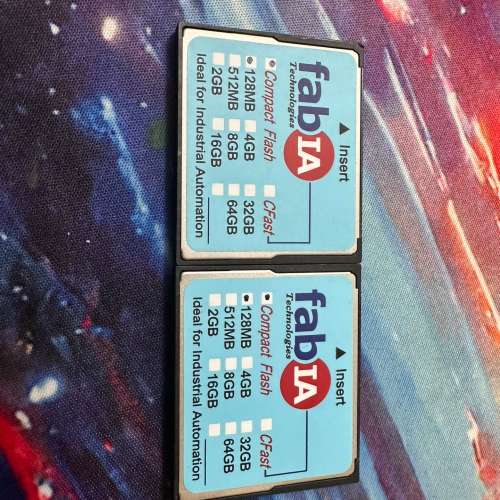 ▲ Insert
fabIA
Technologies
Compact Flash CFast
128MB 4GB 32GB
512MB 8GB 64GB
2GB 16GB
Ideal for Industrial Automation
▲ Insert
fabIA
Technologies
Compact Flash CFast
128MB 4GB 32GB
512MB 8GB 64GB
2GB 16GB
Ideal for Industrial Automation